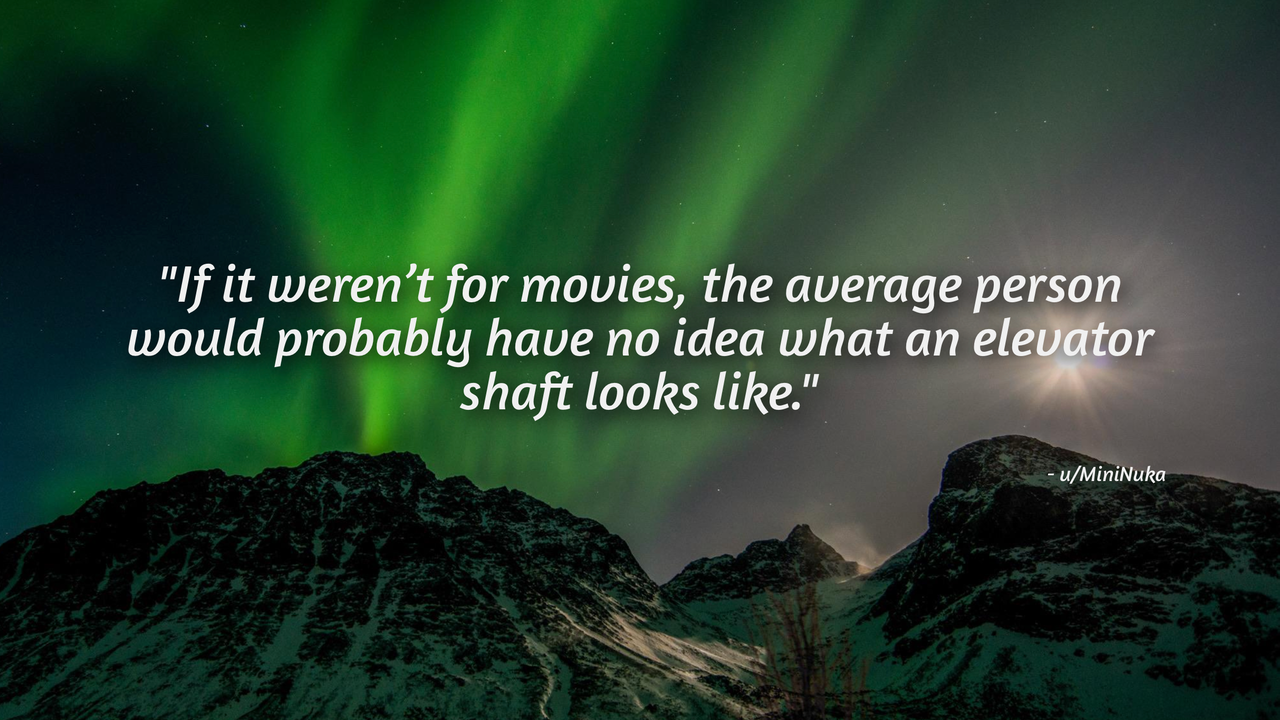 "If it weren’t for movies, the average person
would probably have no idea what an elevator
shaft looks like."
- u/MiniNuka